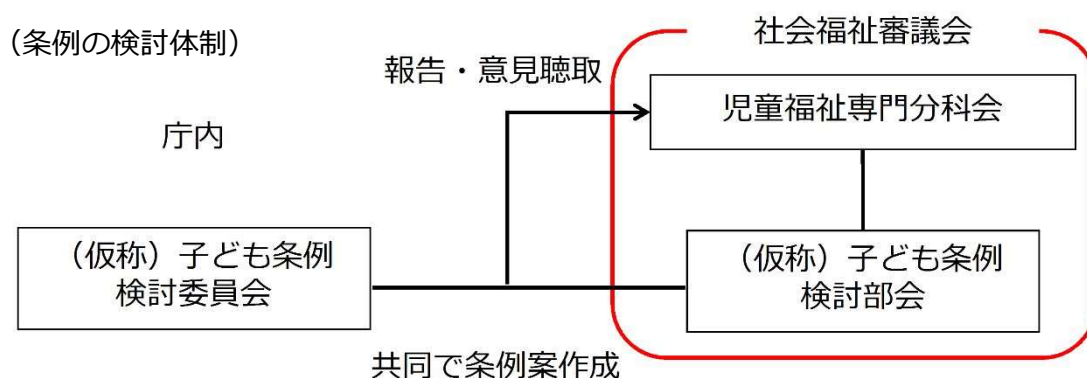 （条例の検討体制）
社会福祉審議会
報告・意見聴取
児童福祉専門分科会
庁内
（仮称）子ども条例
検討委員会
（仮称）子ども条例
検討部会
共同で条例案作成